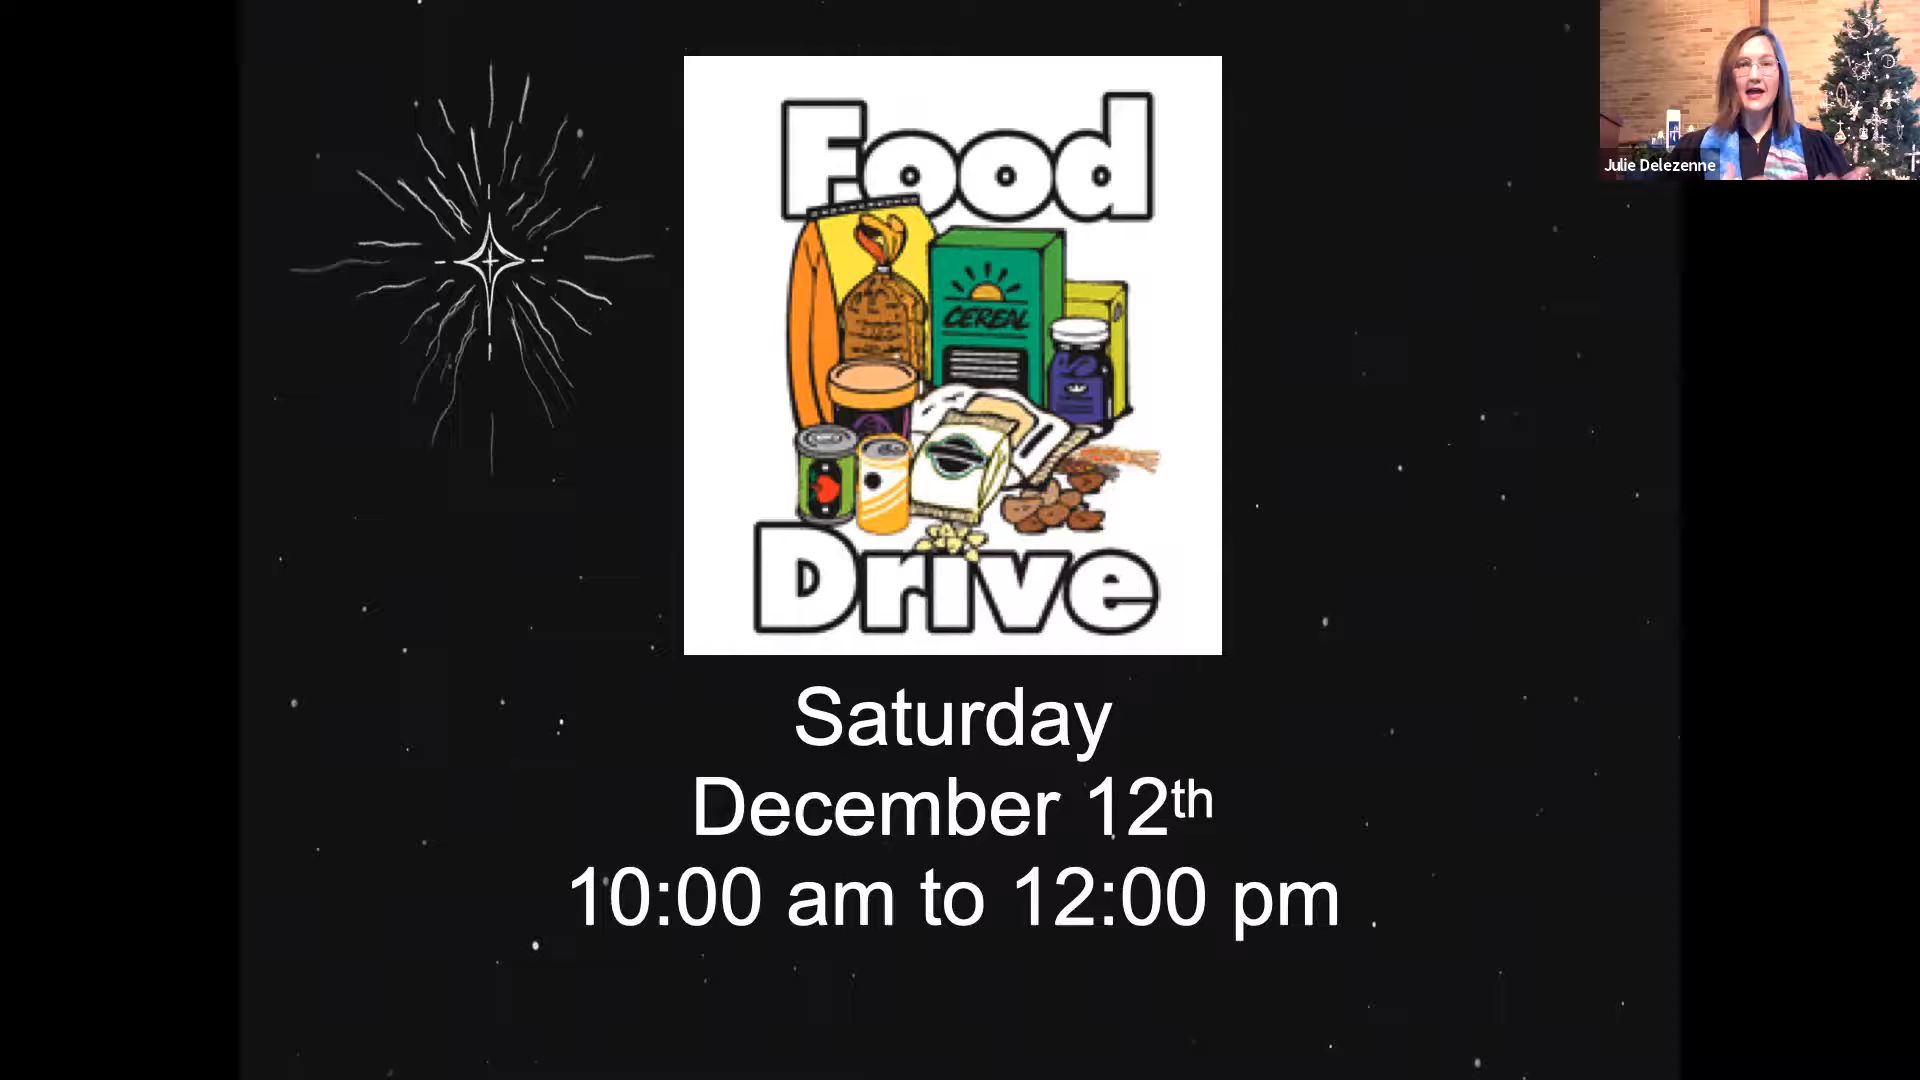 Food
CEREAL
Drive
Saturday
December 12th
10:00 am to 12:00 pm
Julie Delezenne